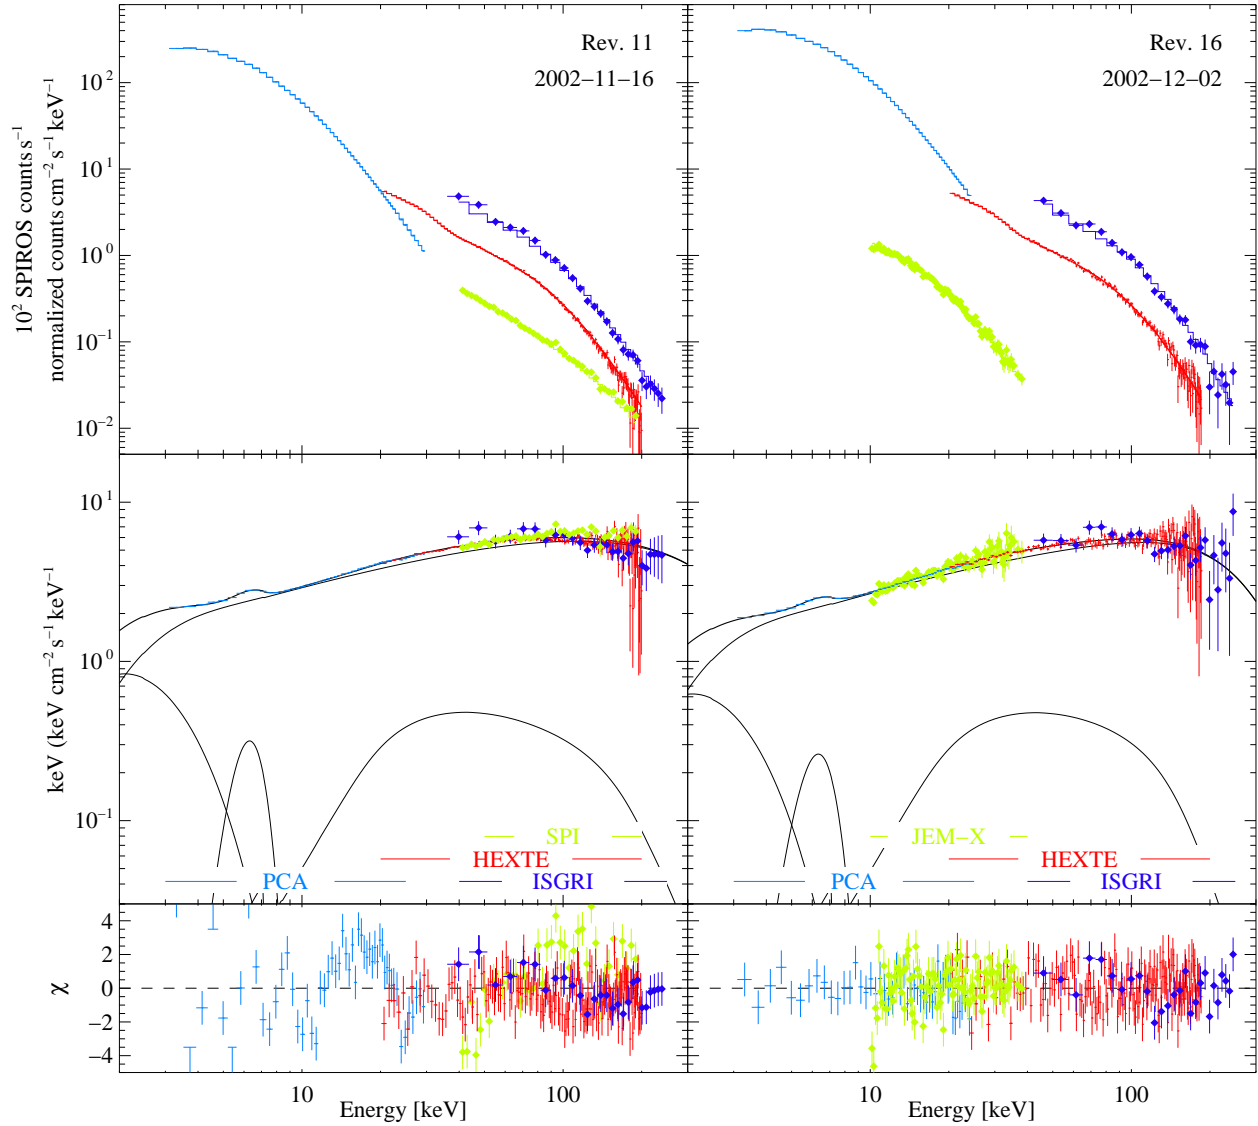 Rev. 11
2002−11−16
Rev. 16
2002−12−02
10² SPIROS counts s⁻¹
normalized counts cm⁻² s⁻¹ keV⁻¹
10²
10¹
10⁰
10⁻¹
10⁻²
keV (keV cm⁻² s⁻¹ keV⁻¹
10¹
10⁰
10⁻¹
SPI
HEXTE
PCA
ISGRI
JEM−X
HEXTE
PCA
ISGRI
χ
4
2
0
−2
−4
10
100
10
100
Energy [keV]
Energy [keV]